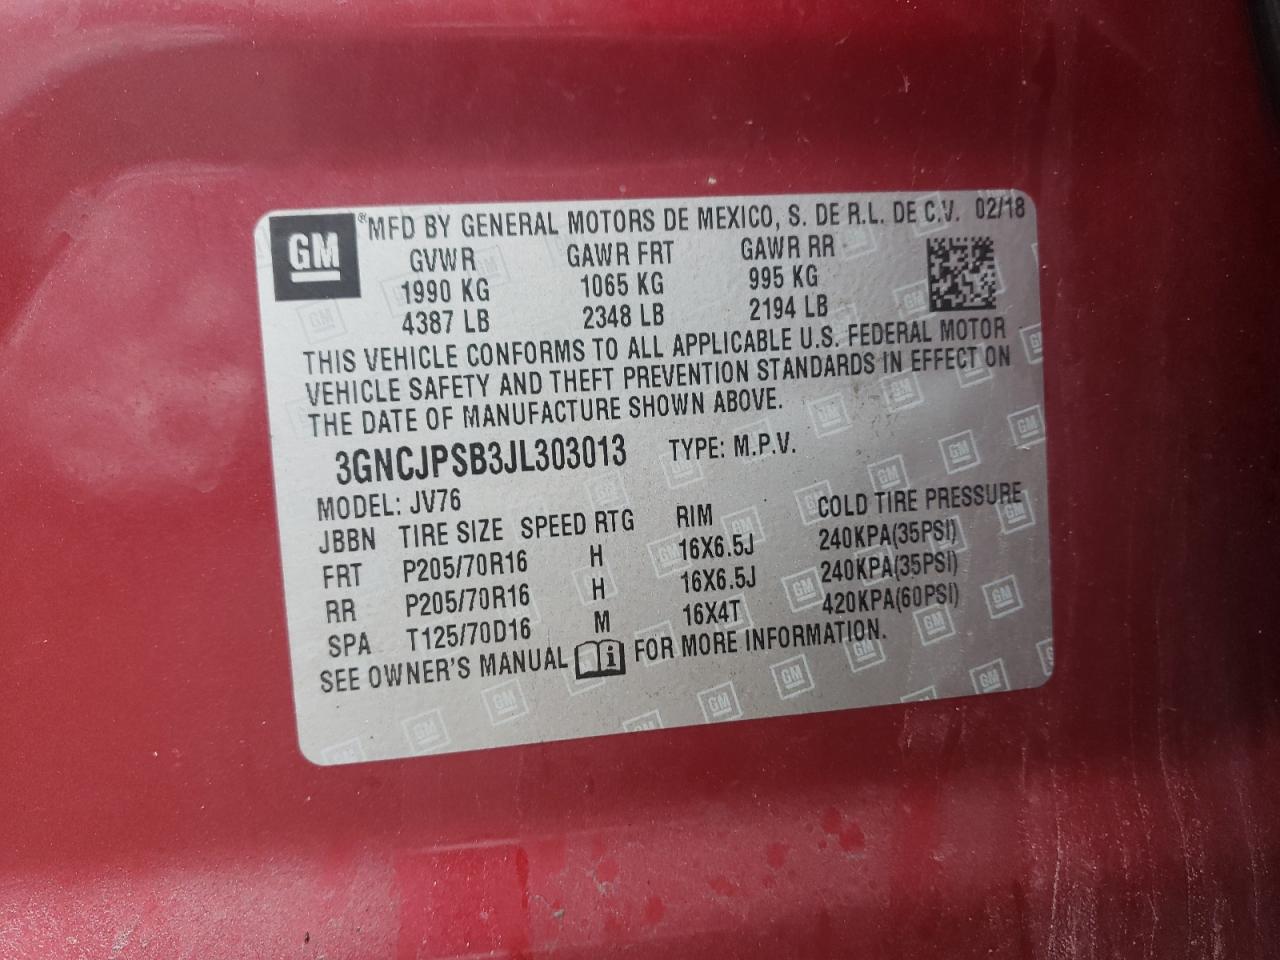 GM
® MFD BY GENERAL MOTORS DE MEXICO, S. DE R.L. DE C.V. 02/18
GVWR GAWR FRT GAWR RR
1990 KG 1065 KG 995 KG
4387 LB 2348 LB 2194 LB
THIS VEHICLE CONFORMS TO ALL APPLICABLE U.S. FEDERAL MOTOR
VEHICLE SAFETY AND THEFT PREVENTION STANDARDS IN EFFECT ON
THE DATE OF MANUFACTURE SHOWN ABOVE.
3GNCJPSB3JL303013 TYPE: M.P.V.
MODEL: JV76
JBBN TIRE SIZE SPEED RTG RIM COLD TIRE PRESSURE
FRT P205/70R16 H 16X6.5J 240KPA(35PSI)
RR P205/70R16 H 16X6.5J 240KPA(35PSI)
SPA T125/70D16 M 16X4T 420KPA(60PSI)
SEE OWNER'S MANUAL i FOR MORE INFORMATION.